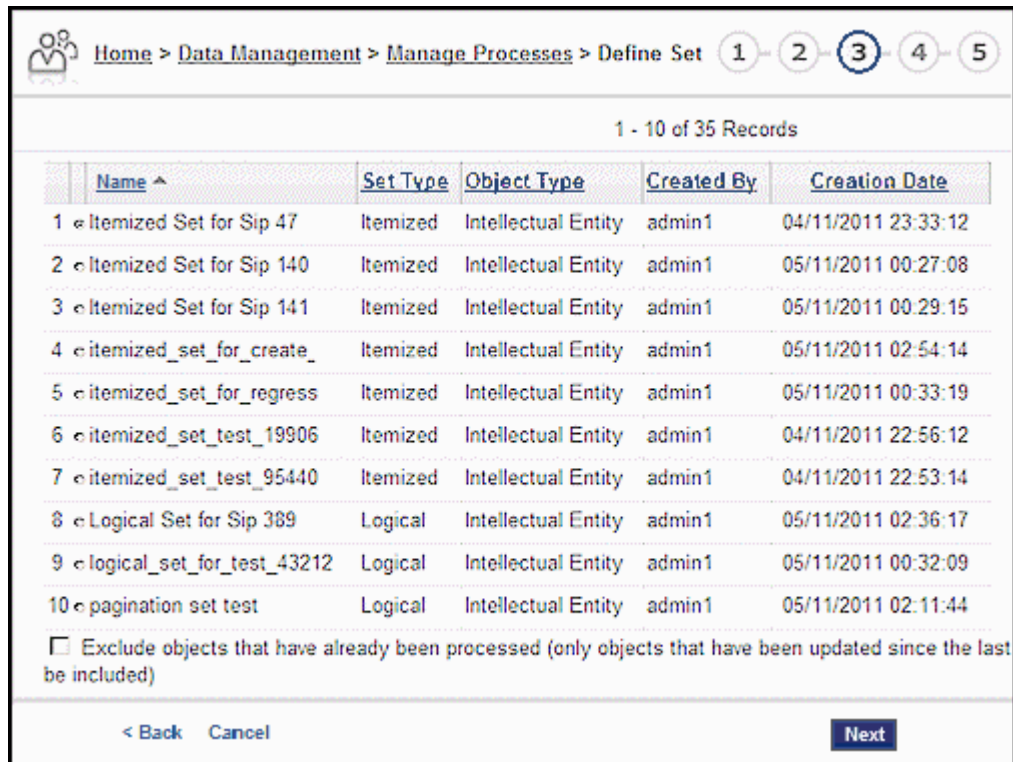 Home > Data Management > Manage Processes > Define Set 1 2 3 4 5
1 - 10 of 35 Records
Name Set Type Object Type Created By Creation Date
1 Itemized Set for Sip 47 Itemized Intellectual Entity admin1 04/11/2011 23:33:12
2 Itemized Set for Sip 140 Itemized Intellectual Entity admin1 05/11/2011 00:27:08
3 Itemized Set for Sip 141 Itemized Intellectual Entity admin1 05/11/2011 00:29:15
4 itemized_set_for_create_ Itemized Intellectual Entity admin1 05/11/2011 02:54:14
5 itemized_set_for_regress Itemized Intellectual Entity admin1 05/11/2011 00:33:19
6 itemized_set_test_19906 Itemized Intellectual Entity admin1 04/11/2011 22:56:12
7 itemized_set_test_95440 Itemized Intellectual Entity admin1 04/11/2011 22:53:14
8 Logical Set for Sip 389 Logical Intellectual Entity admin1 05/11/2011 02:36:17
9 logical_set_for_test_43212 Logical Intellectual Entity admin1 05/11/2011 00:32:09
10 pagination set test Logical Intellectual Entity admin1 05/11/2011 02:11:44
Exclude objects that have already been processed (only objects that have been updated since the last
be included)
< Back Cancel Next